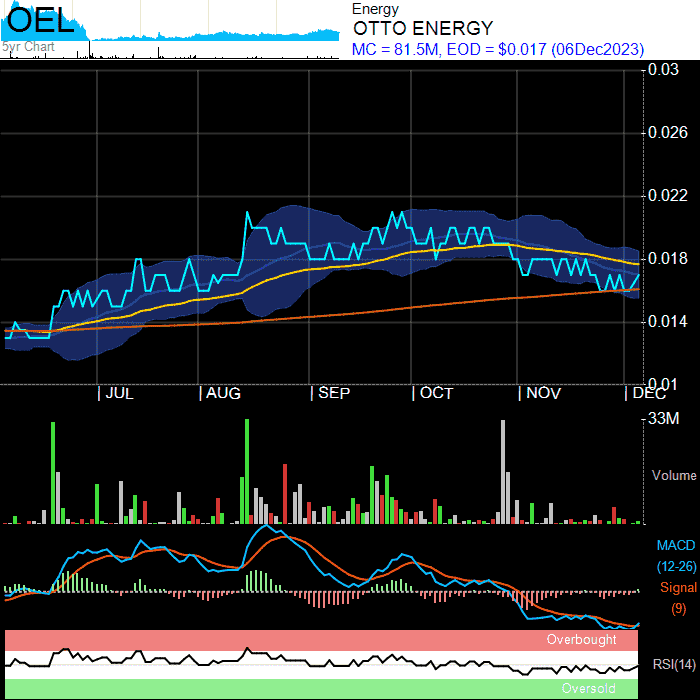 OEL
5yr Chart
Energy
OTTO ENERGY
MC = 81.5M, EOD = $0.017 (06Dec2023)
0.03
0.026
0.022
0.018
0.014
0.01
JUL AUG SEP OCT NOV DEC
33M
Volume
MACD
(12-26)
Signal
(9)
Overbought
RSI(14)
Oversold